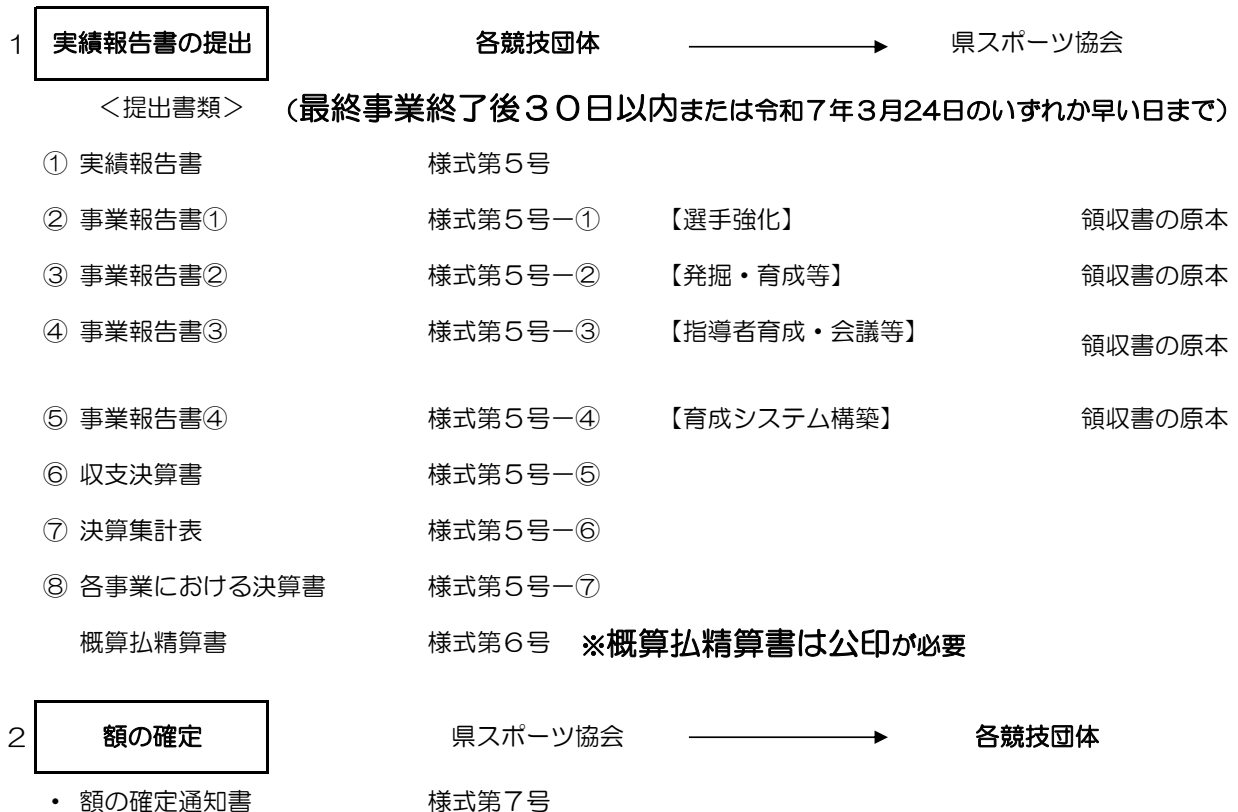 1 実績報告書の提出 各競技団体 県スポーツ協会
＜提出書類＞ （最終事業終了後３０日以内または令和７年３月24日のいずれか早い日まで）
① 実績報告書 様式第５号
② 事業報告書① 様式第５号ー① 【選手強化】 領収書の原本
③ 事業報告書② 様式第５号ー② 【発掘・育成等】 領収書の原本
④ 事業報告書③ 様式第５号ー③ 【指導者育成・会議等】 領収書の原本
⑤ 事業報告書④ 様式第５号ー④ 【育成システム構築】 領収書の原本
⑥ 収支決算書 様式第５号ー⑤
⑦ 決算集計表 様式第５号ー⑥
⑧ 各事業における決算書 様式第５号ー⑦
概算払精算書 様式第６号 ※概算払精算書は公印が必要
2 額の確定 県スポーツ協会 各競技団体
・ 額の確定通知書 様式第７号